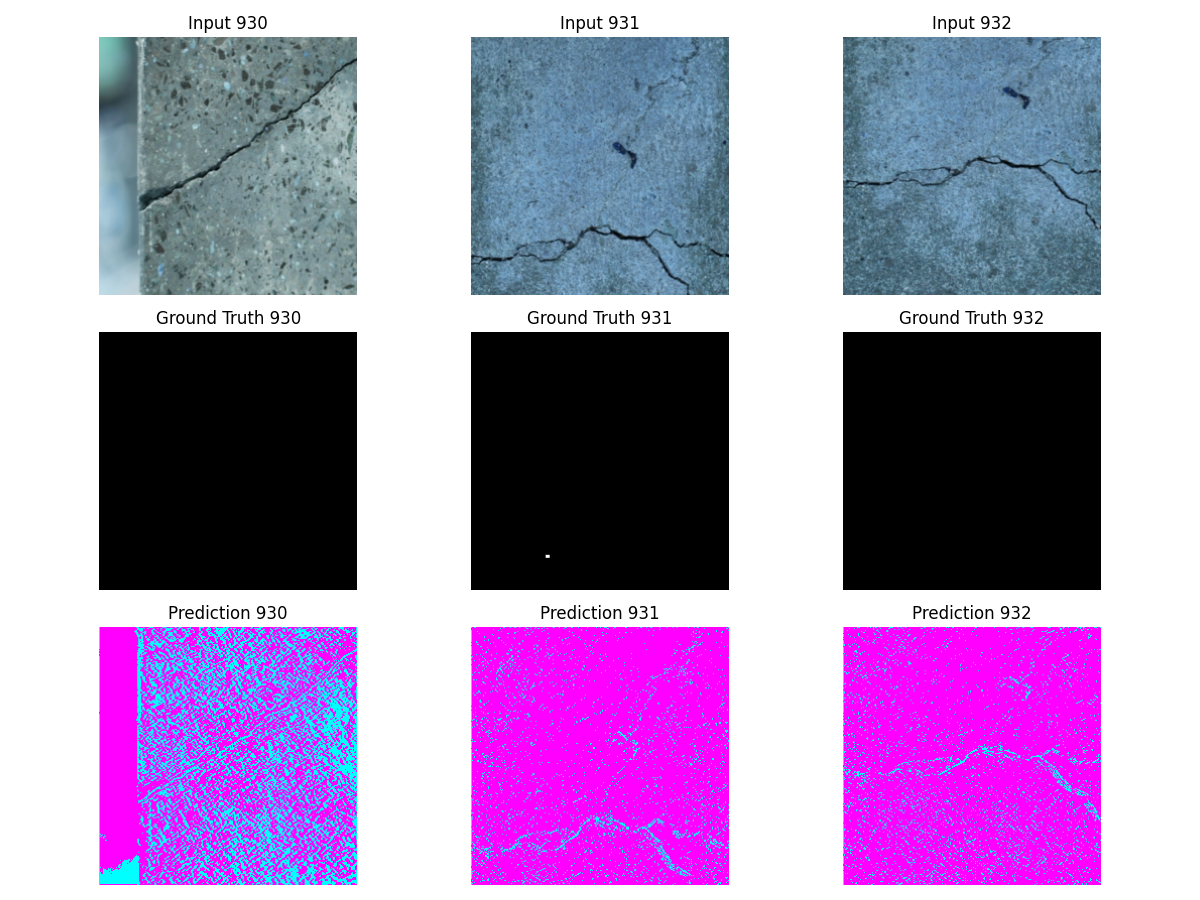 Input 930
Input 931
Input 932
Ground Truth 930
Ground Truth 931
Ground Truth 932
Prediction 930
Prediction 931
Prediction 932